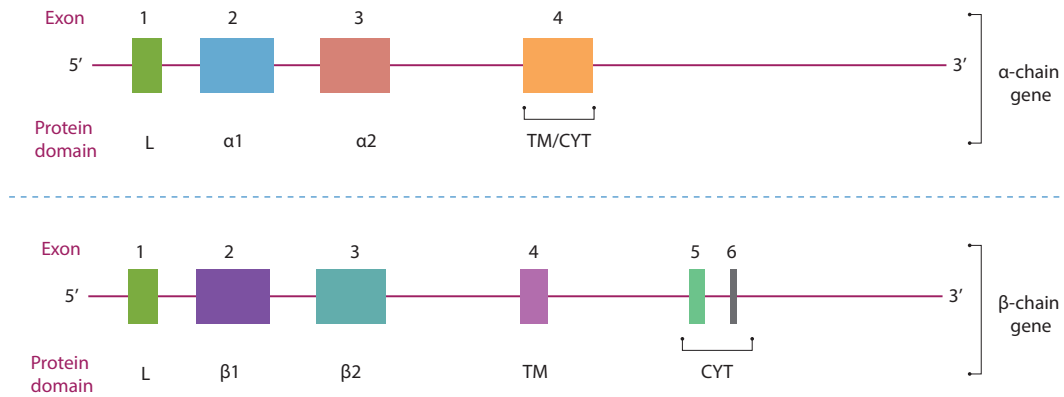 Exon 1 2 3 4
5′ 3′
α-chain
gene
Protein
domain
L α1 α2 TM/CYT
Exon 1 2 3 4 5 6
5′ 3′
β-chain
gene
Protein
domain
L β1 β2 TM CYT